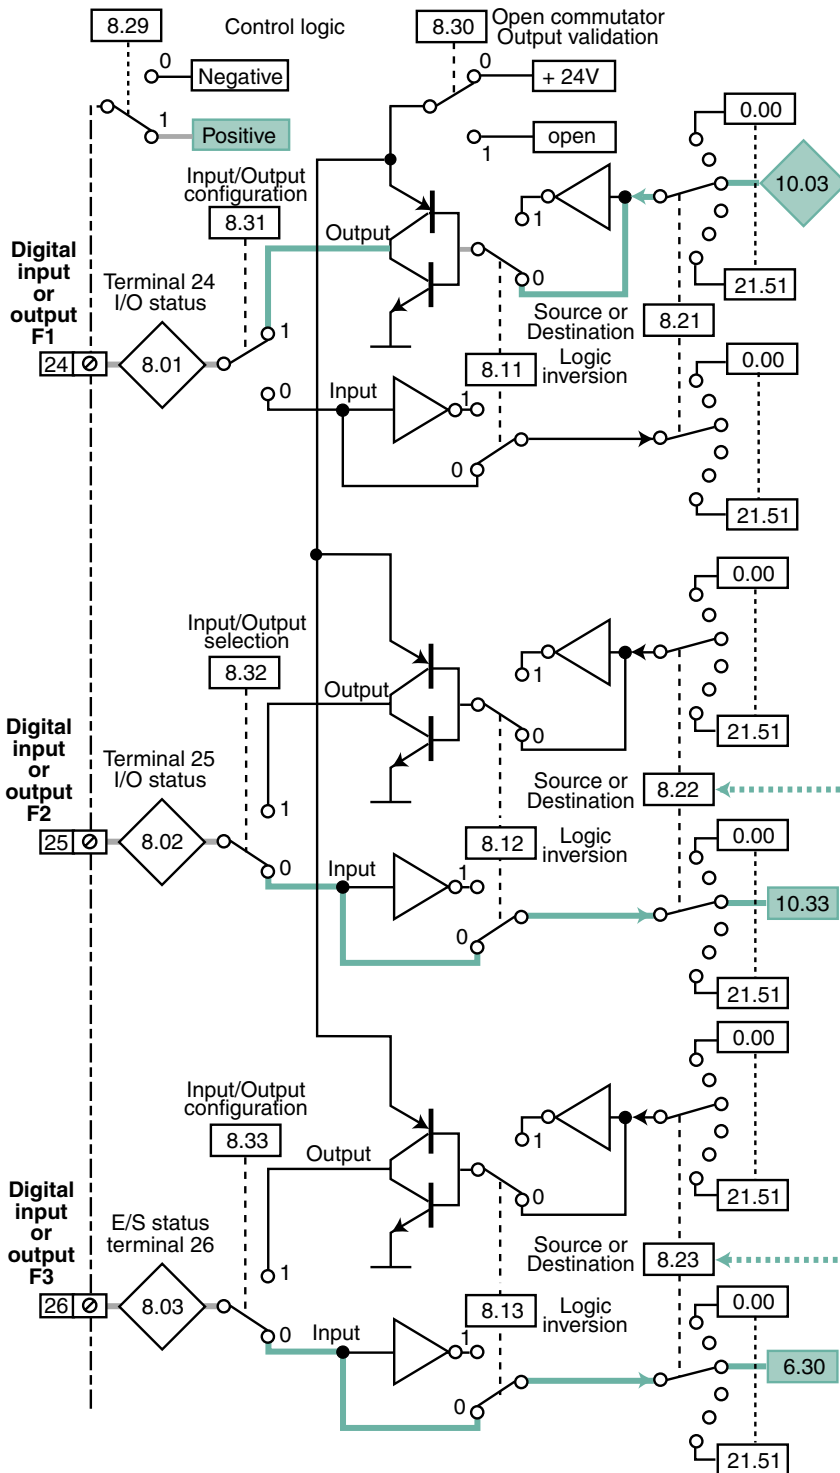 8.29
Control logic
0
Negative
1
Positive
8.30
Open commutator
Output validation
0
+ 24V
open
1
0.00
10.03
21.51
Input/Output
configuration
8.31
Output
1
0
Digital
input
or
output
F1
Terminal 24
I/O status
24
8.01
1
0
Input
1
0
8.11
Source or
Destination
Logic
inversion
8.21
0.00
21.51
0.00
21.51
Input/Output
selection
8.32
Output
1
0
Digital
input
or
output
F2
Terminal 25
I/O status
25
8.02
1
0
Input
1
0
8.12
Source or
Destination
Logic
inversion
8.22
0.00
10.33
21.51
0.00
21.51
Input/Output
configuration
8.33
Output
1
0
Digital
input
or
output
F3
E/S status
terminal 26
26
8.03
1
0
Input
1
0
8.13
Source or
Destination
Logic
inversion
8.23
0.00
6.30
21.51